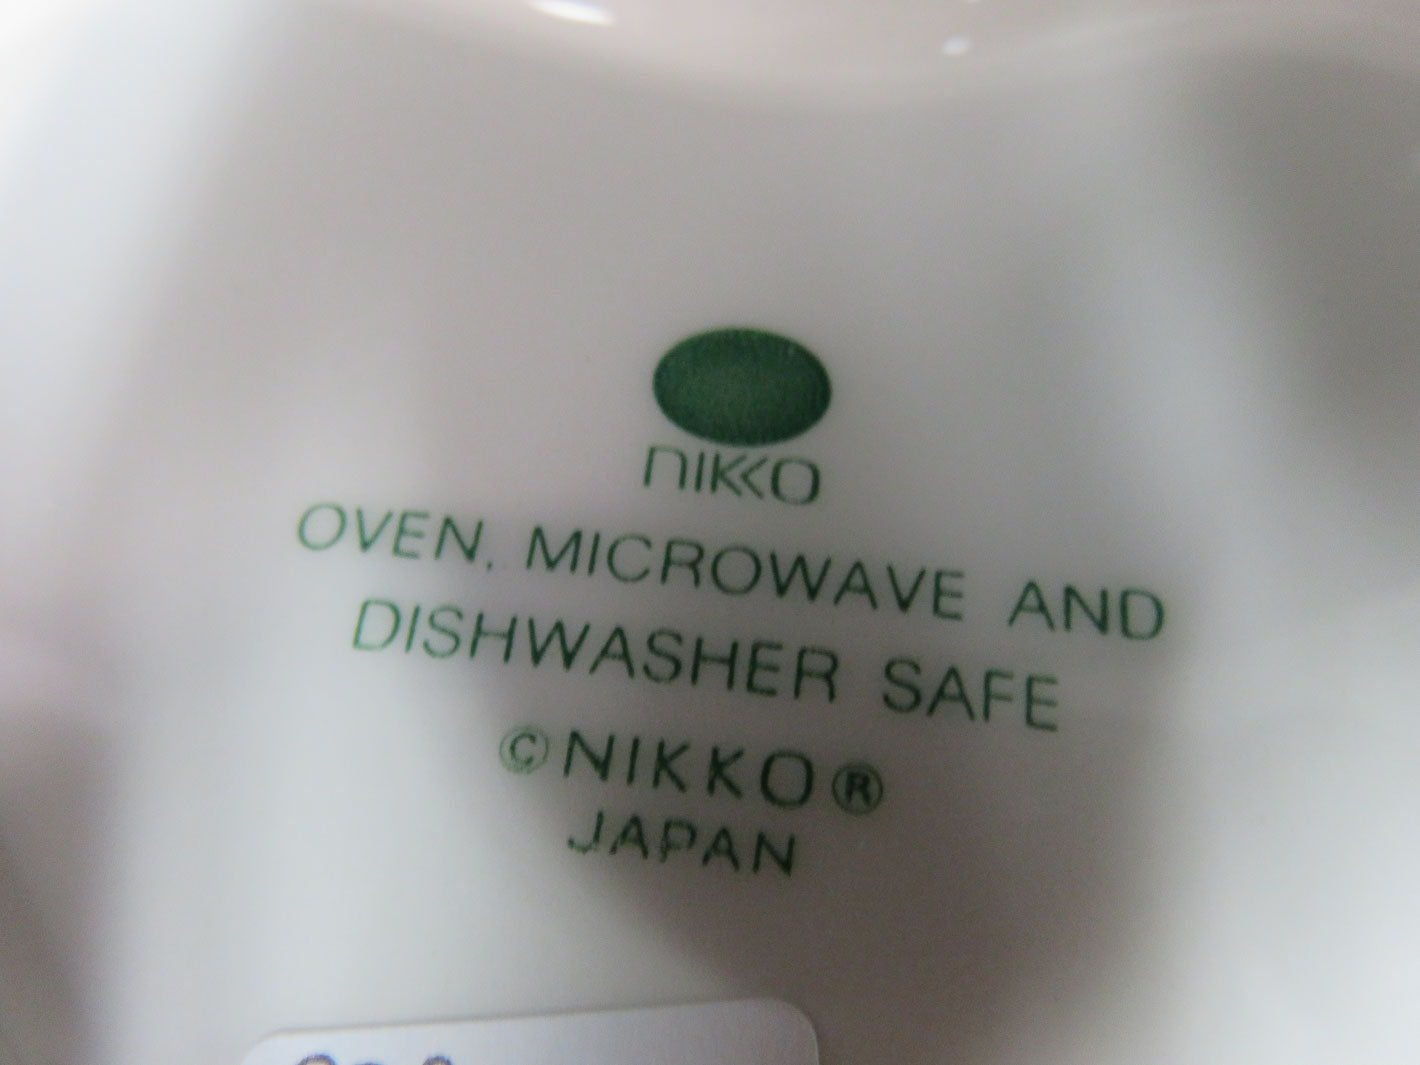 nikko
OVEN, MICROWAVE AND
DISHWASHER SAFE
©NIKKO®
JAPAN